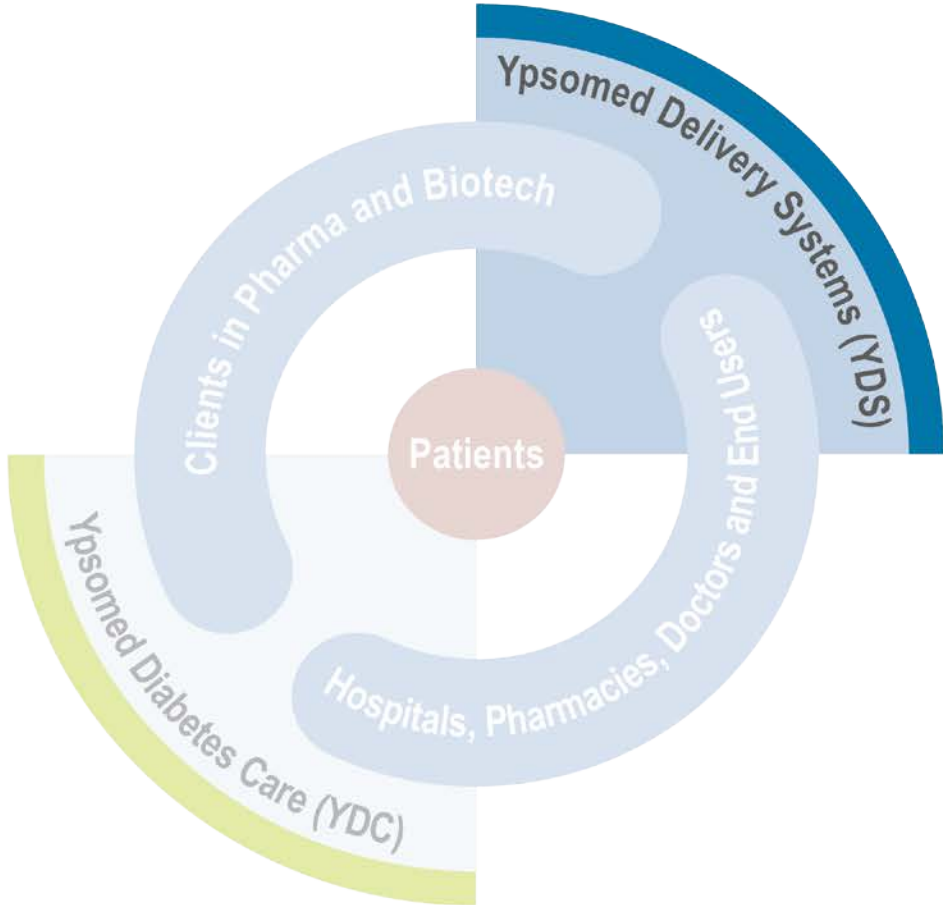 Ypsomed Delivery Systems (YDS)
Clients in Pharma and Biotech
Patients
Hospitals, Pharmacies, Doctors and End Users
Ypsomed Diabetes Care (YDC)